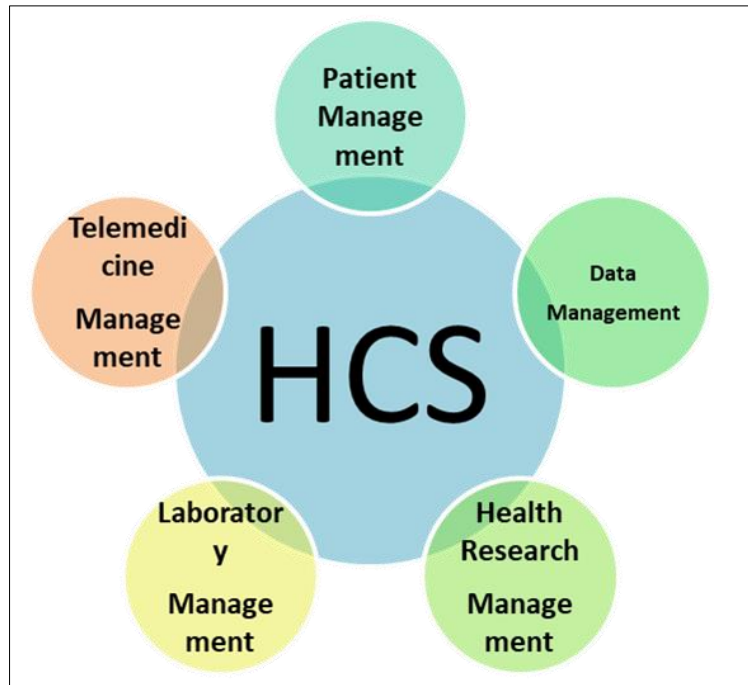 Patient
Manage
ment
Telemedi
cine
Manage
ment
Data
Management
HCS
Laborator
y
Manage
ment
Health
Research
Manage
ment